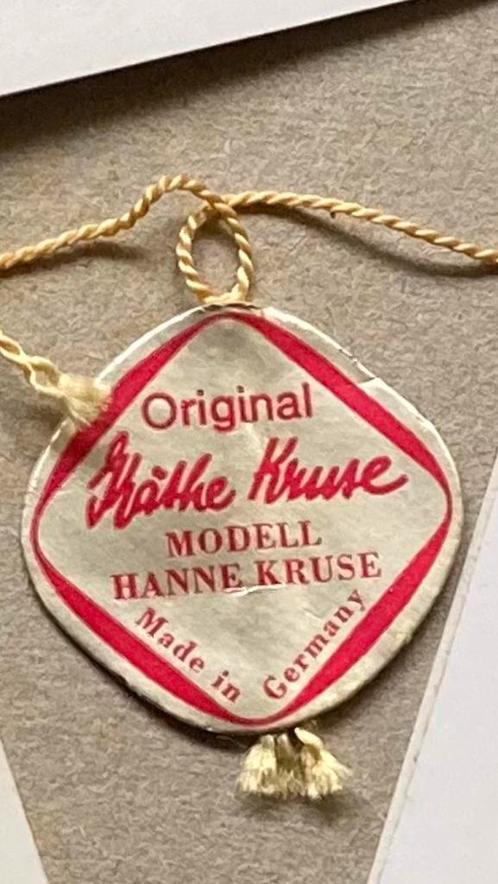 Original
Käthe Kruse
MODELL
HANNE KRUSE
Made in Germany